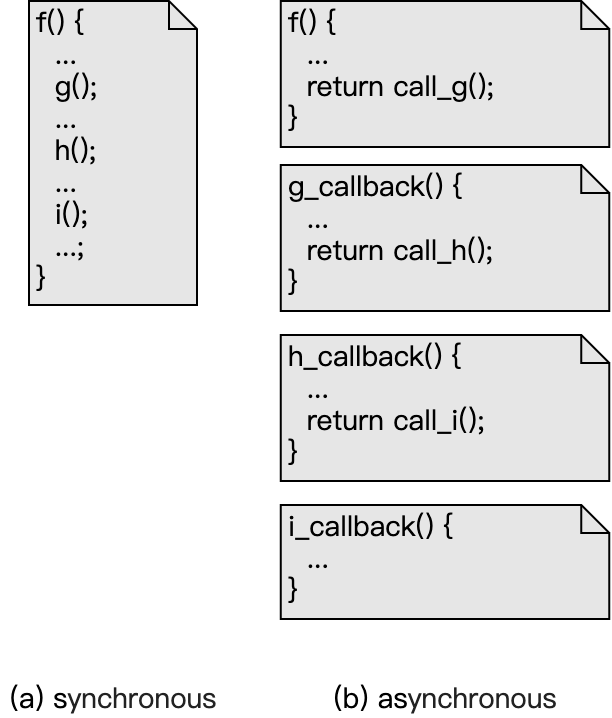 f() {
...
g();
...
h();
...
i();
...;
}
f() {
...
return call_g();
}
g_callback() {
...
return call_h();
}
h_callback() {
...
return call_i();
}
i_callback() {
...
}
(a) synchronous
(b) asynchronous